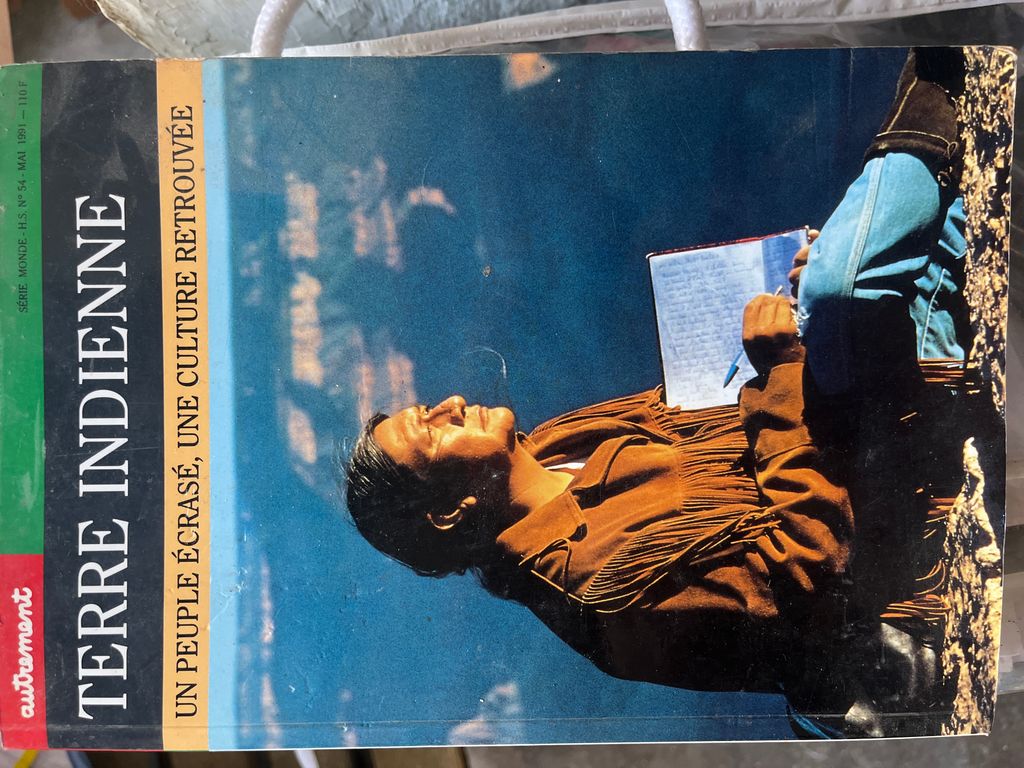 autrement
SÉRIE MONDE - H.S. N° 54 - MAI 1991 — 110 F
TERRE INDIENNE
UN PEUPLE ÉCRASÉ, UNE CULTURE RETROUVÉE